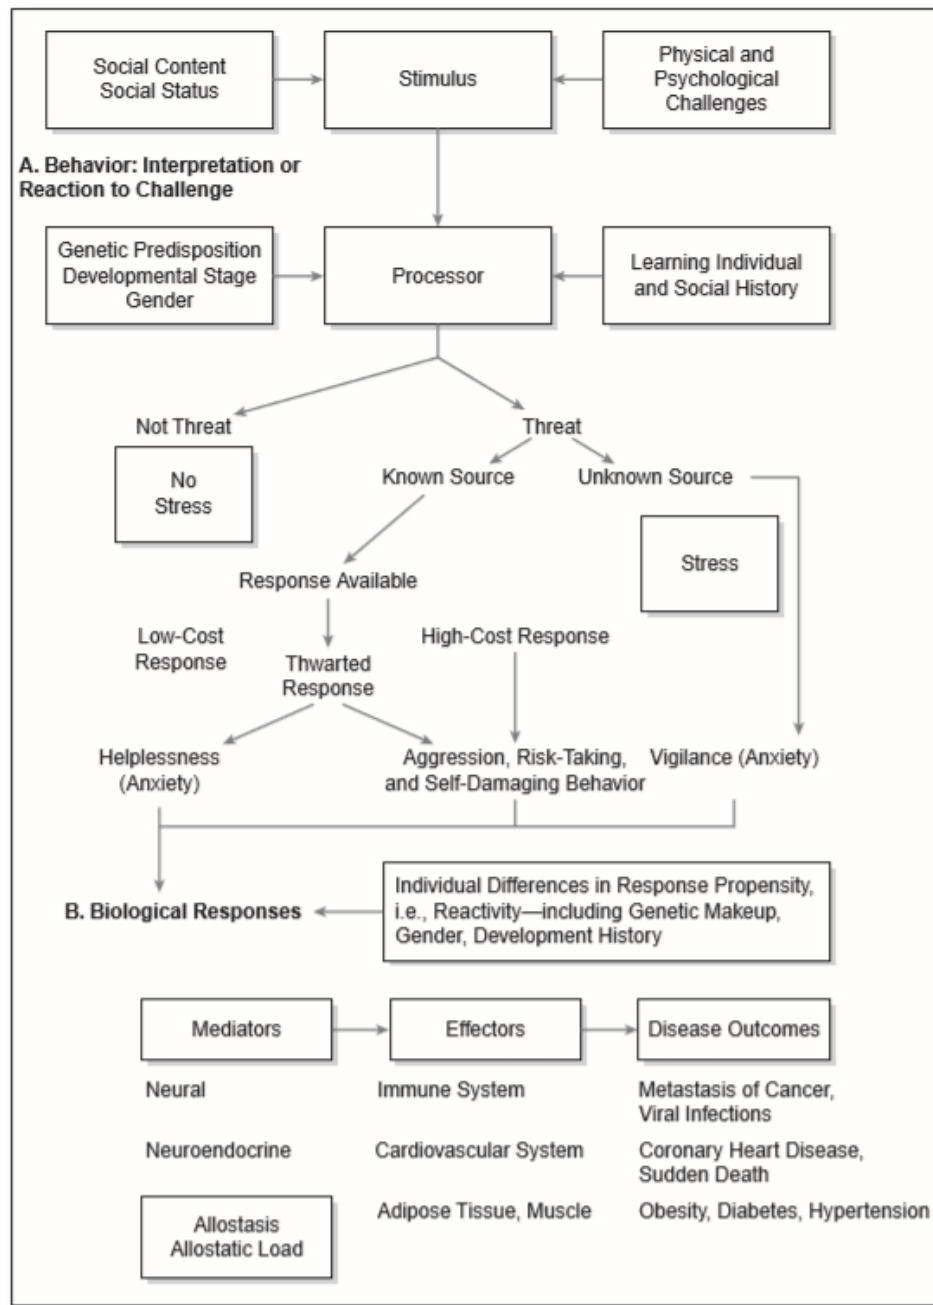 Social Content
Social Status
Stimulus
Physical and
Psychological
Challenges
A. Behavior: Interpretation or
Reaction to Challenge
Genetic Predisposition
Developmental Stage
Gender
Processor
Learning Individual
and Social History
Not Threat
Threat
No
Stress
Known Source
Unknown Source
Stress
Response Available
Low-Cost
Response
High-Cost Response
Thwarted
Response
Helplessness
(Anxiety)
Aggression, Risk-Taking,
and Self-Damaging Behavior
Vigilance (Anxiety)
B. Biological Responses
Individual Differences in Response Propensity,
i.e., Reactivity—including Genetic Makeup,
Gender, Development History
Mediators
Effectors
Disease Outcomes
Neural
Immune System
Metastasis of Cancer,
Viral Infections
Neuroendocrine
Cardiovascular System
Coronary Heart Disease,
Sudden Death
Allostasis
Allostatic Load
Adipose Tissue, Muscle
Obesity, Diabetes, Hypertension